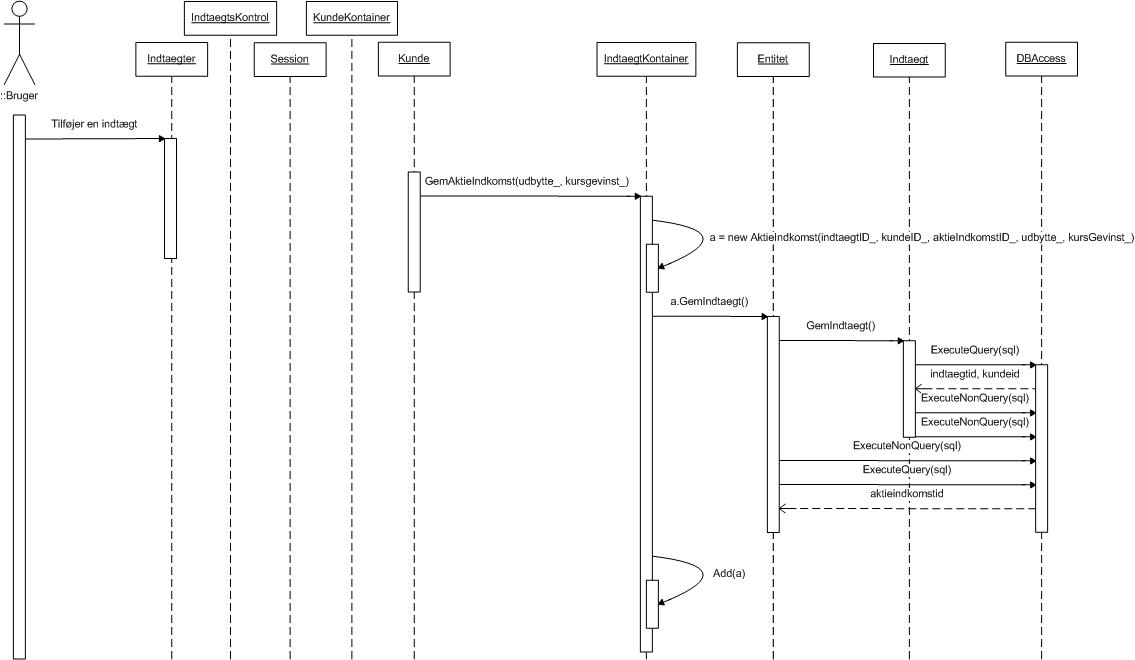 IndtaegtsKontrol
KundeKontainer
Indtaegter
Session
Kunde
IndtaegtKontainer
Entitet
Indtaegt
DBAccess
::Bruger
Tilføjer en indtægt
GemAktieIndkomst(udbytte_, kursgevinst_)
a = new AktieIndkomst(indtaegtID_, kundeID_, aktieIndkomstID_, udbytte_, kursGevinst_)
a.GemIndtaegt()
GemIndtaegt()
ExecuteQuery(sql)
indtaegtid, kundeid
ExecuteNonQuery(sql)
ExecuteNonQuery(sql)
ExecuteNonQuery(sql)
ExecuteQuery(sql)
aktieindkomstid
Add(a)